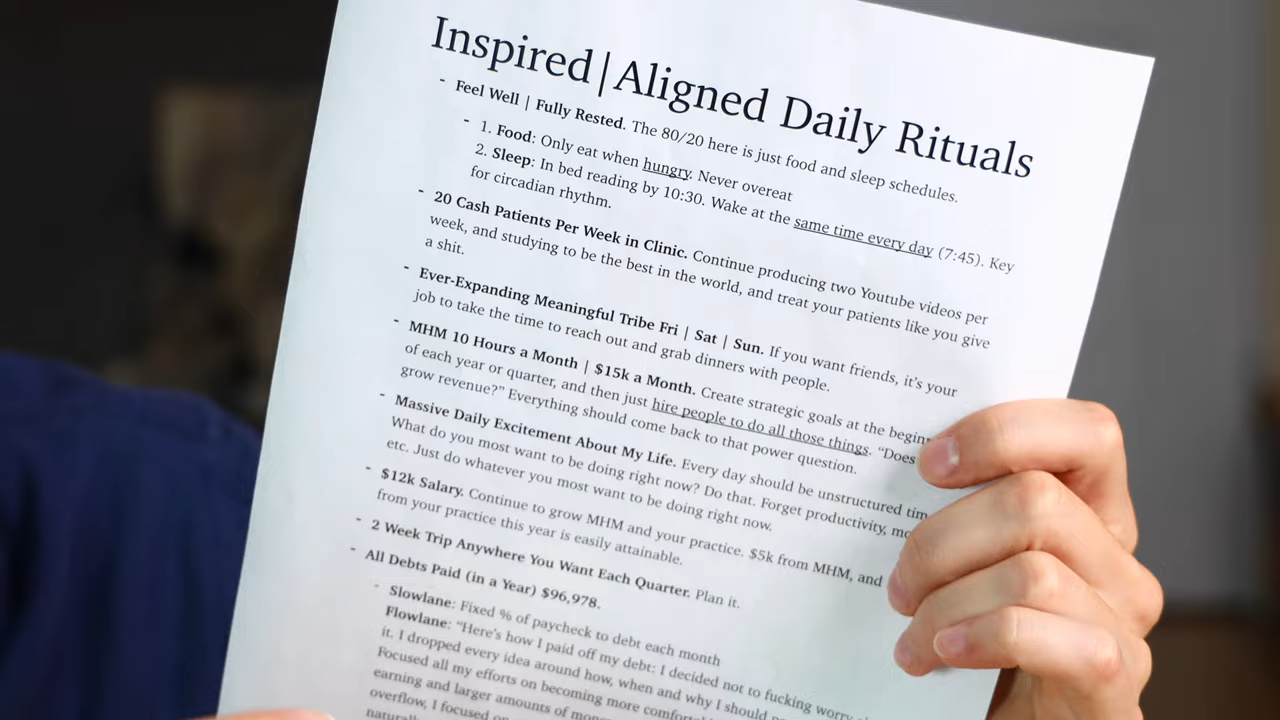 Inspired|Aligned Daily Rituals
- Feel Well | Fully Rested. The 80/20 here is just food and sleep schedules.
- 1. Food: Only eat when hungry. Never overeat
2. Sleep: In bed reading by 10:30. Wake at the same time every day (7:45). Key
for circadian rhythm.
- 20 Cash Patients Per Week in Clinic. Continue producing two Youtube videos per
week, and studying to be the best in the world, and treat your patients like you give
a shit.
- Ever-Expanding Meaningful Tribe Fri | Sat | Sun. If you want friends, it's your
job to take the time to reach out and grab dinners with people.
- MHM 10 Hours a Month | $15k a Month. Create strategic goals at the
of each year or quarter, and then just hire people to do all those things. "Does
grow revenue?" Everything should come back to that power question.
- Massive Daily Excitement About My Life. Every day should be unstructured
What do you most want to be doing right now? Do that. Forget productivity,
etc. Just do whatever you most want to be doing right now.
- $12k Salary. Continue to grow MHM and your practice. $5k from MHM, and
from your practice this year is easily attainable.
- 2 Week Trip Anywhere You Want Each Quarter. Plan it.
- All Debts Paid (in a Year) $96,978.
- Slowlane: Fixed % of paycheck to debt each month
Flowlane: "Here's how I paid off my debt: I decided not to fucking worry
it. I dropped every idea around how, when and why I should
Focused all my efforts on becoming more
earning and larger amounts of
overflow, I focused